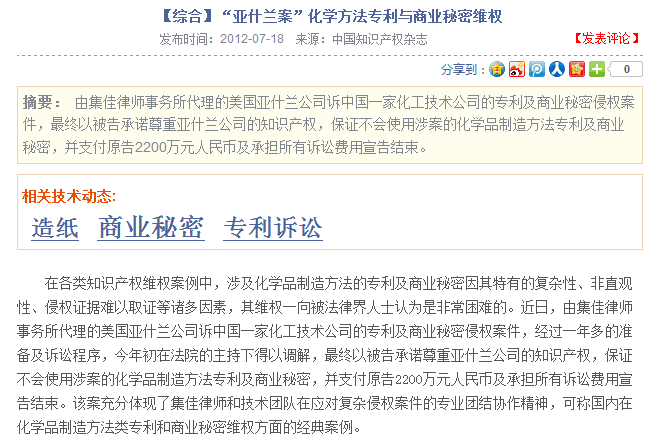 【综合】“亚什兰案”化学方法专利与商业秘密维权
发布时间：2012-07-18 来源：中国知识产权杂志
【发表评论】
分享到： 0
摘要： 由集佳律师事务所代理的美国亚什兰公司诉中国一家化工技术公司的专利及商业秘密侵权案
件，最终以被告承诺尊重亚什兰公司的知识产权，保证不会使用涉案的化学品制造方法专利及商业
秘密，并支付原告2200万元人民币及承担所有诉讼费用宣告结束。
相关技术动态:
造纸 商业秘密 专利诉讼
在各类知识产权维权案例中，涉及化学品制造方法的专利及商业秘密因其特有的复杂性、非直观
性、侵权证据难以取证等诸多因素，其维权一向被法律界人士认为是非常困难的。近日，由集佳律师
事务所代理的美国亚什兰公司诉中国一家化工技术公司的专利及商业秘密侵权案件，经过一年多的准
备及诉讼程序，今年初在法院的主持下得以调解，最终以被告承诺尊重亚什兰公司的知识产权，保证
不会使用涉案的化学品制造方法专利及商业秘密，并支付原告2200万元人民币及承担所有诉讼费用宣
告结束。该案充分体现了集佳律师和技术团队在应对复杂侵权案件的专业团结协作精神，可称国内在
化学品制造方法类专利和商业秘密维权方面的经典案例。